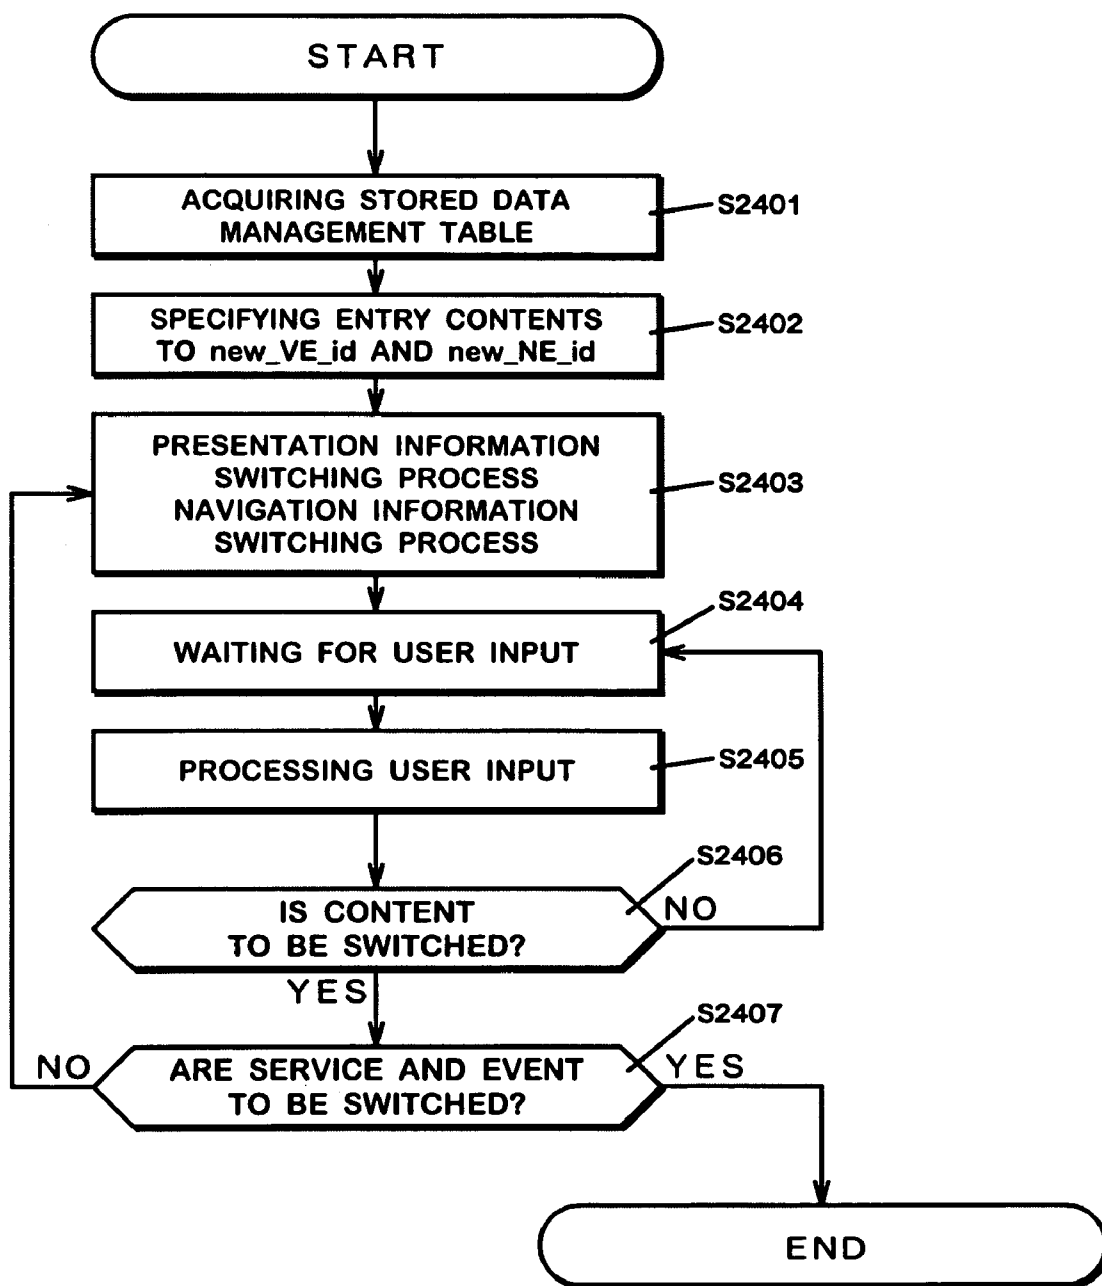 START
ACQUIRING STORED DATA
MANAGEMENT TABLE
S2401
SPECIFYING ENTRY CONTENTS
TO new_VE_id AND new_NE_id
S2402
PRESENTATION INFORMATION
SWITCHING PROCESS
NAVIGATION INFORMATION
SWITCHING PROCESS
S2403
WAITING FOR USER INPUT
S2404
PROCESSING USER INPUT
S2405
IS CONTENT
TO BE SWITCHED?
S2406
NO
YES
ARE SERVICE AND EVENT
TO BE SWITCHED?
S2407
NO
YES
END